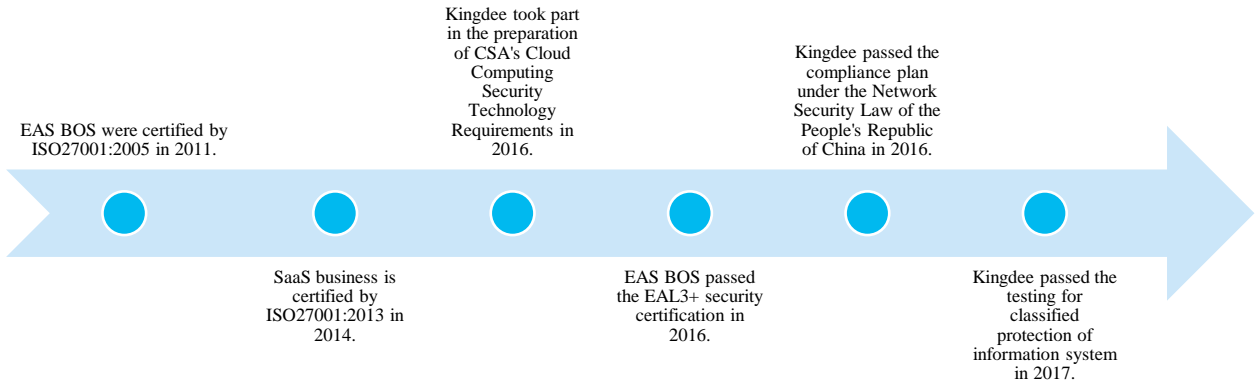 EAS BOS were certified by
ISO27001:2005 in 2011.
SaaS business is
certified by
ISO27001:2013 in
2014.
Kingdee took part
in the preparation
of CSA's Cloud
Computing
Security
Technology
Requirements in
2016.
EAS BOS passed
the EAL3+ security
certification in
2016.
Kingdee passed the
compliance plan
under the Network
Security Law of the
People's Republic
of China in 2016.
Kingdee passed the
testing for
classified
protection of
information system
in 2017.